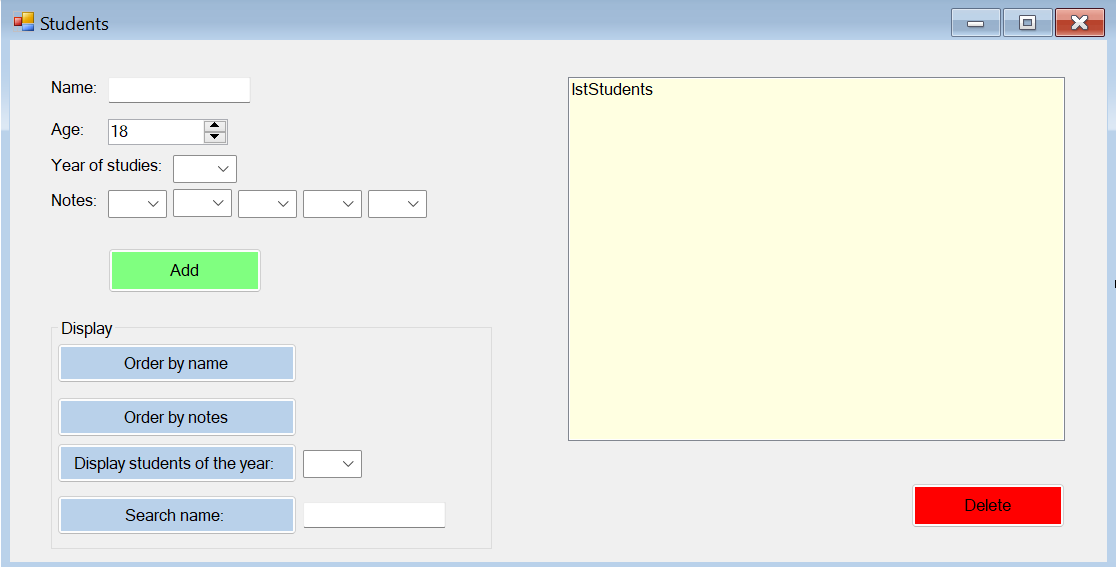 Students
Name:
Age:
18
Year of studies:
Notes:
Add
Display
Order by name
Order by notes
Display students of the year:
Search name:
lstStudents
Delete